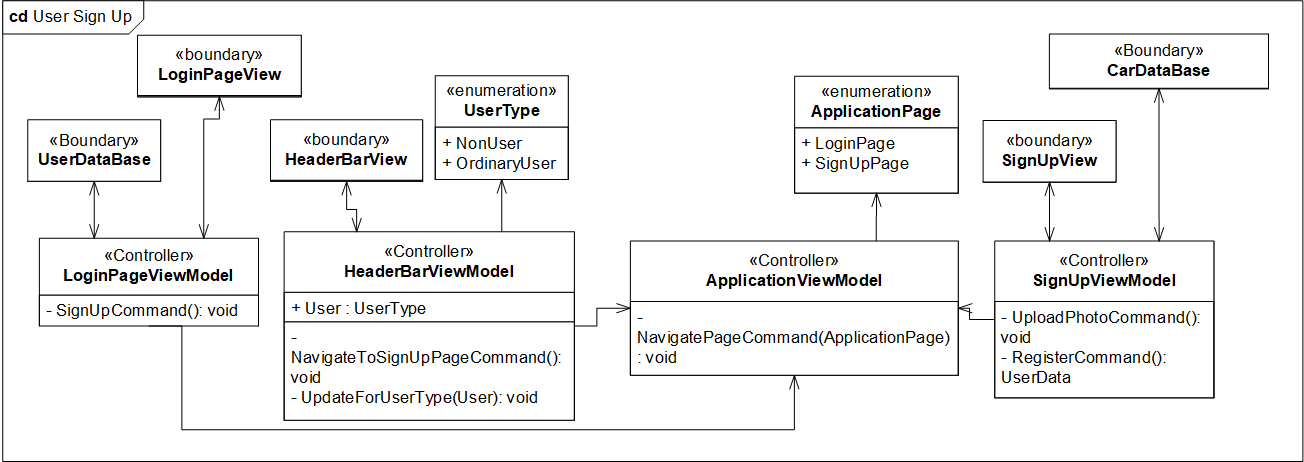 cd User Sign Up
«boundary»
LoginPageView
«Boundary»
UserDataBase
«boundary»
HeaderBarView
«enumeration»
UserType
+ NonUser
+ OrdinaryUser
«enumeration»
ApplicationPage
+ LoginPage
+ SignUpPage
«Boundary»
CarDataBase
«boundary»
SignUpView
«Controller»
LoginPageViewModel
- SignUpCommand(): void
«Controller»
HeaderBarViewModel
+ User : UserType
-
NavigateToSignUpPageCommand():
void
- UpdateForUserType(User): void
«Controller»
ApplicationViewModel
-
NavigatePageCommand(ApplicationPage)
: void
«Controller»
SignUpViewModel
- UploadPhotoCommand():
void
- RegisterCommand():
UserData